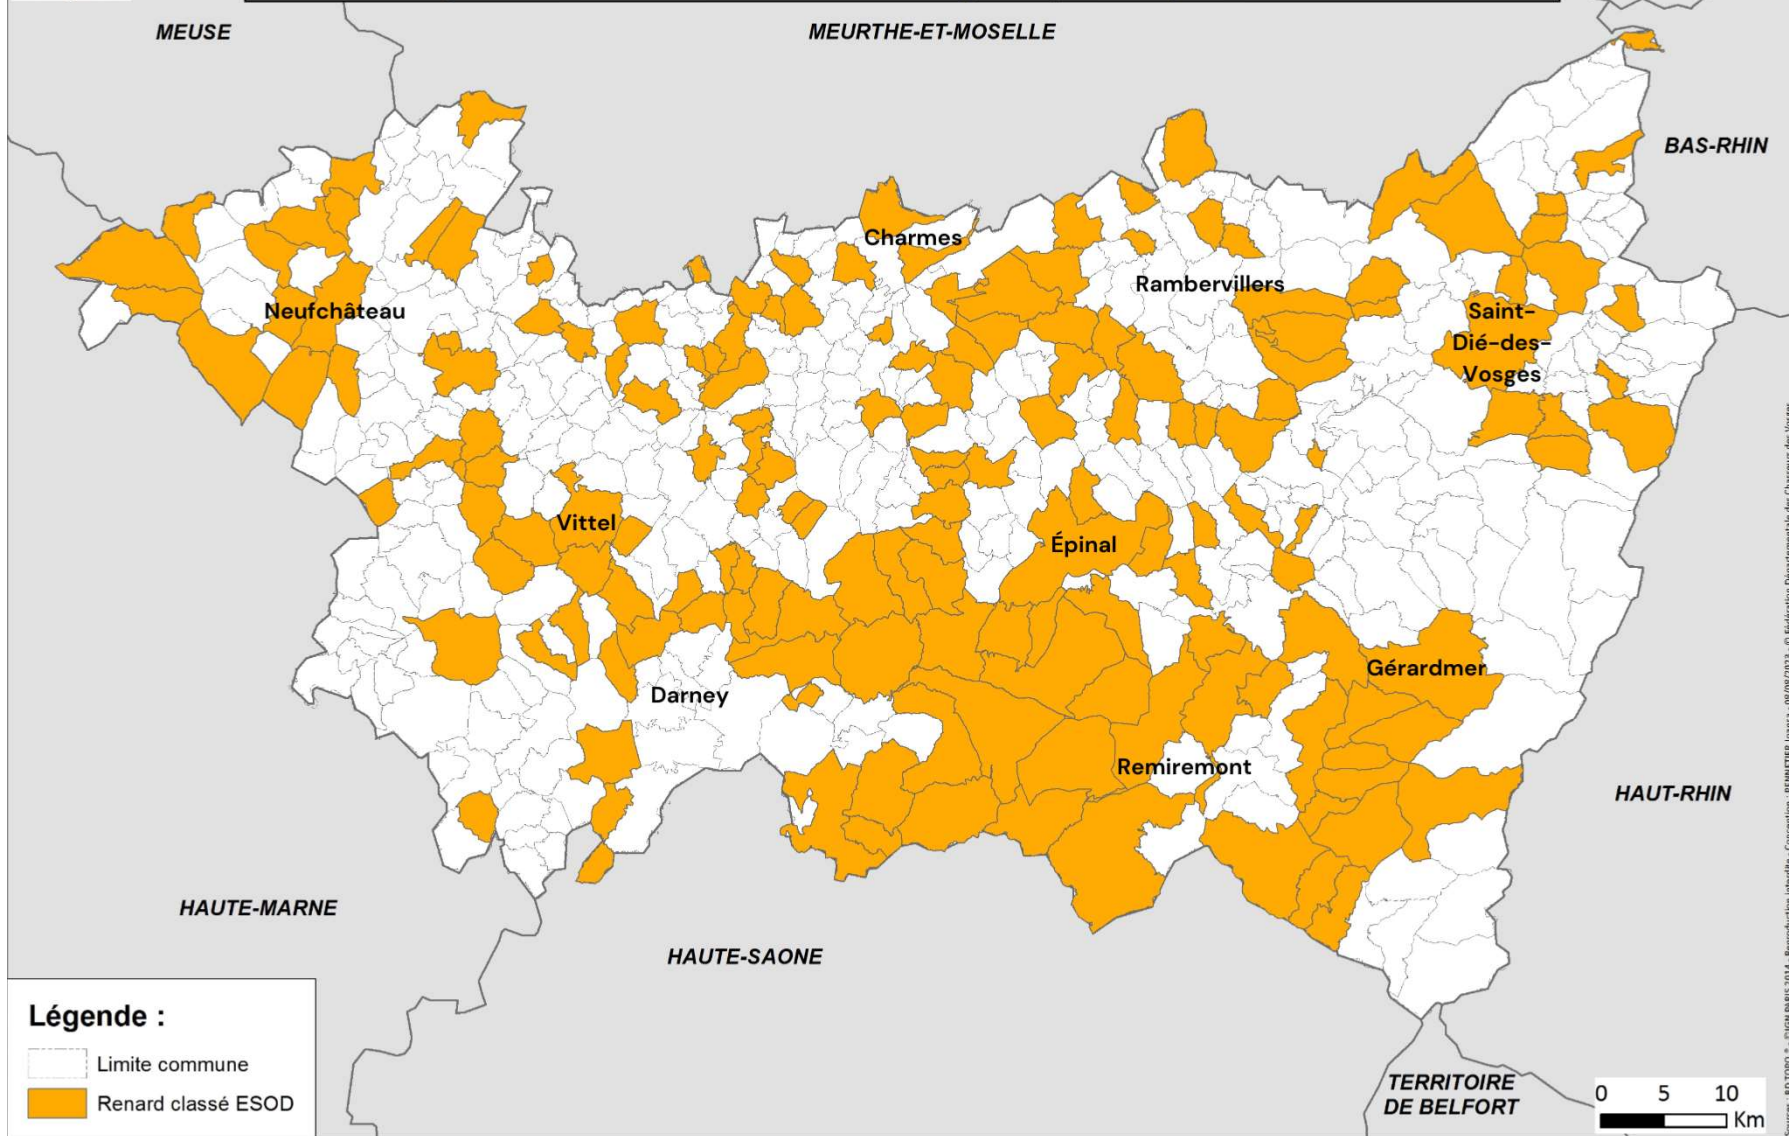 MEUSE
MEURTHE-ET-MOSELLE
BAS-RHIN
Charmes
Rambervillers
Neufchâteau
Saint-
Dié-des-
Vosges
Vittel
Épinal
Gérardmer
Darney
Remiremont
HAUT-RHIN
HAUTE-MARNE
HAUTE-SAONE
Légende :
Limite commune
Renard classé ESOD
TERRITOIRE
DE BELFORT
0 5 10
Km